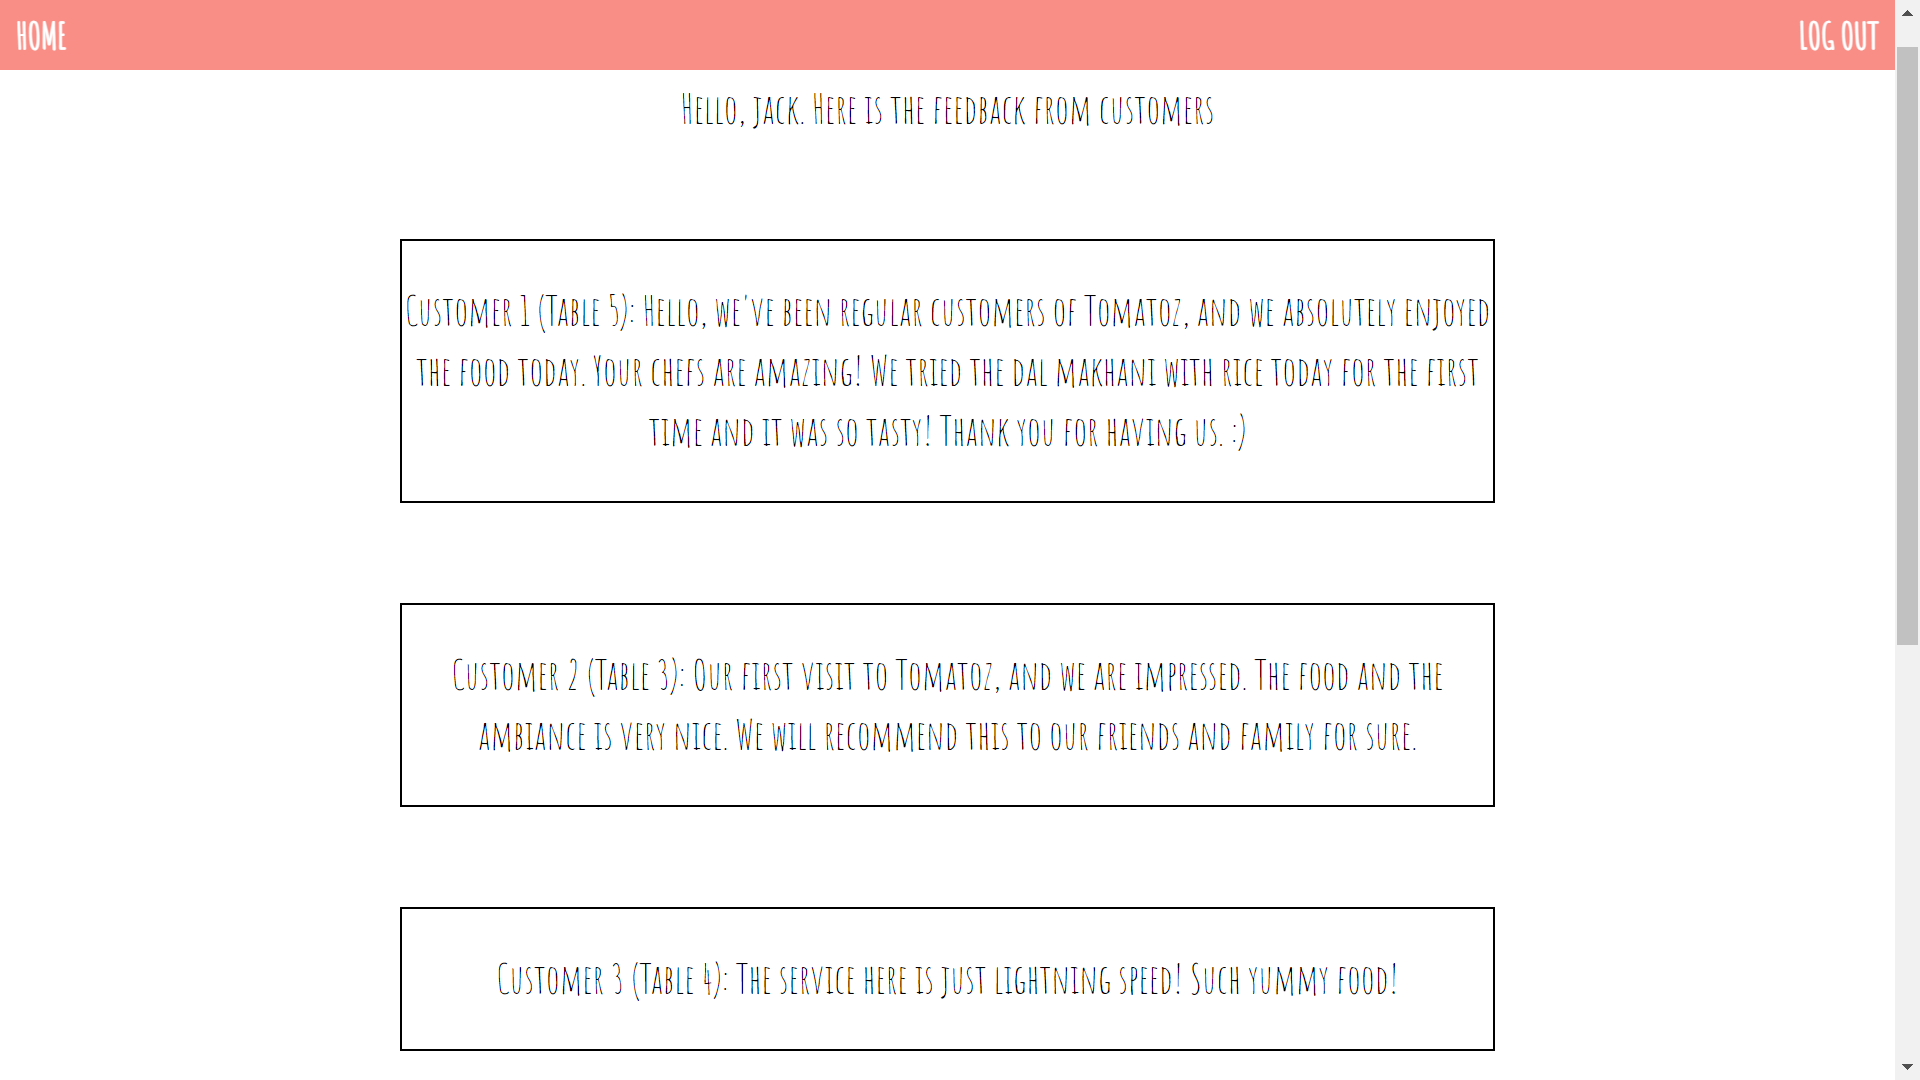 HOME
LOG OUT
Hello, jack. Here is the feedback from customers
Customer 1 (Table 5): Hello, we've been regular customers of Tomatoz, and we absolutely enjoyed
the food today. Your chefs are amazing! We tried the dal makhani with rice today for the first
time and it was so tasty! Thank you for having us. :)
Customer 2 (Table 3): Our first visit to Tomatoz, and we are impressed. The food and the
ambiance is very nice. We will recommend this to our friends and family for sure.
Customer 3 (Table 4): The service here is just lightning speed! Such yummy food!